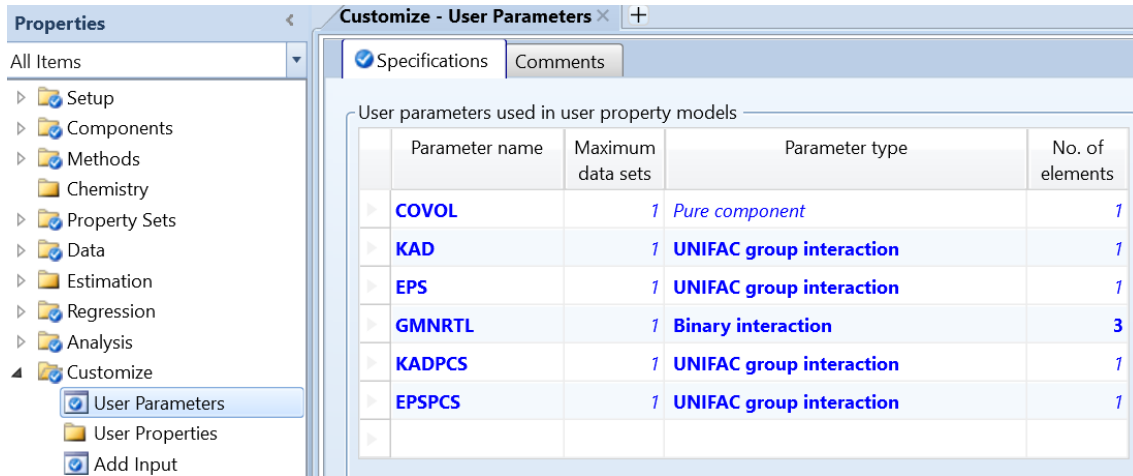 Properties
All Items
Setup
Components
Methods
Chemistry
Property Sets
Data
Estimation
Regression
Analysis
Customize
User Parameters
User Properties
Add Input
Customize - User Parameters × +
Specifications Comments
User parameters used in user property models
Parameter name Maximum data sets Parameter type No. of elements
COVOL 1 Pure component 1
KAD 1 UNIFAC group interaction 1
EPS 1 UNIFAC group interaction 1
GMNRTL 1 Binary interaction 3
KADPCS 1 UNIFAC group interaction 1
EPSPCS 1 UNIFAC group interaction 1